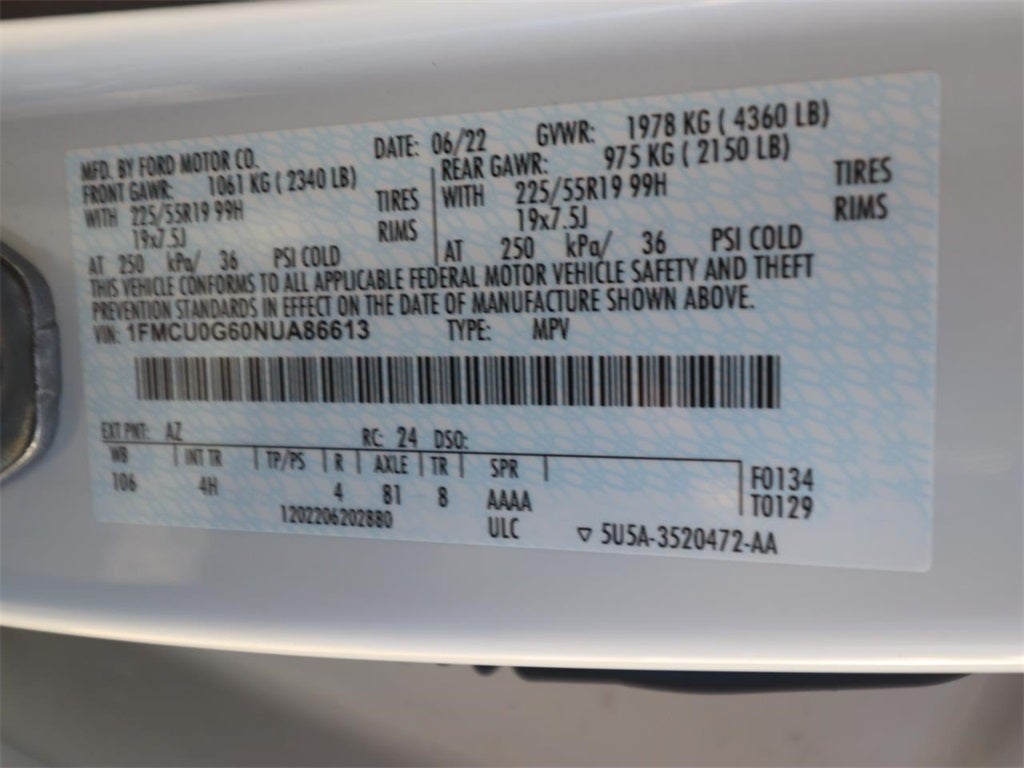 MFD. BY FORD MOTOR CO. DATE: 06/22 GVWR: 1978 KG ( 4360 LB)
FRONT GAWR: 1061 KG ( 2340 LB) REAR GAWR: 975 KG ( 2150 LB)
WITH 225/55R19 99H TIRES WITH 225/55R19 99H TIRES
19x7.5J RIMS 19x7.5J RIMS
AT 250 kPa/ 36 PSI COLD AT 250 kPa/ 36 PSI COLD
THIS VEHICLE CONFORMS TO ALL APPLICABLE FEDERAL MOTOR VEHICLE SAFETY AND THEFT
PREVENTION STANDARDS IN EFFECT ON THE DATE OF MANUFACTURE SHOWN ABOVE.
VIN: 1FMCU0G60NUA86613 TYPE: MPV
EXT PNT: AZ RC: 24 DSO:
WB INT TR TP/PS R AXLE TR SPR F0134
106 4H 4 81 8 AAAA T0129
1202206202880 ULC ▽ 5U5A-3520472-AA